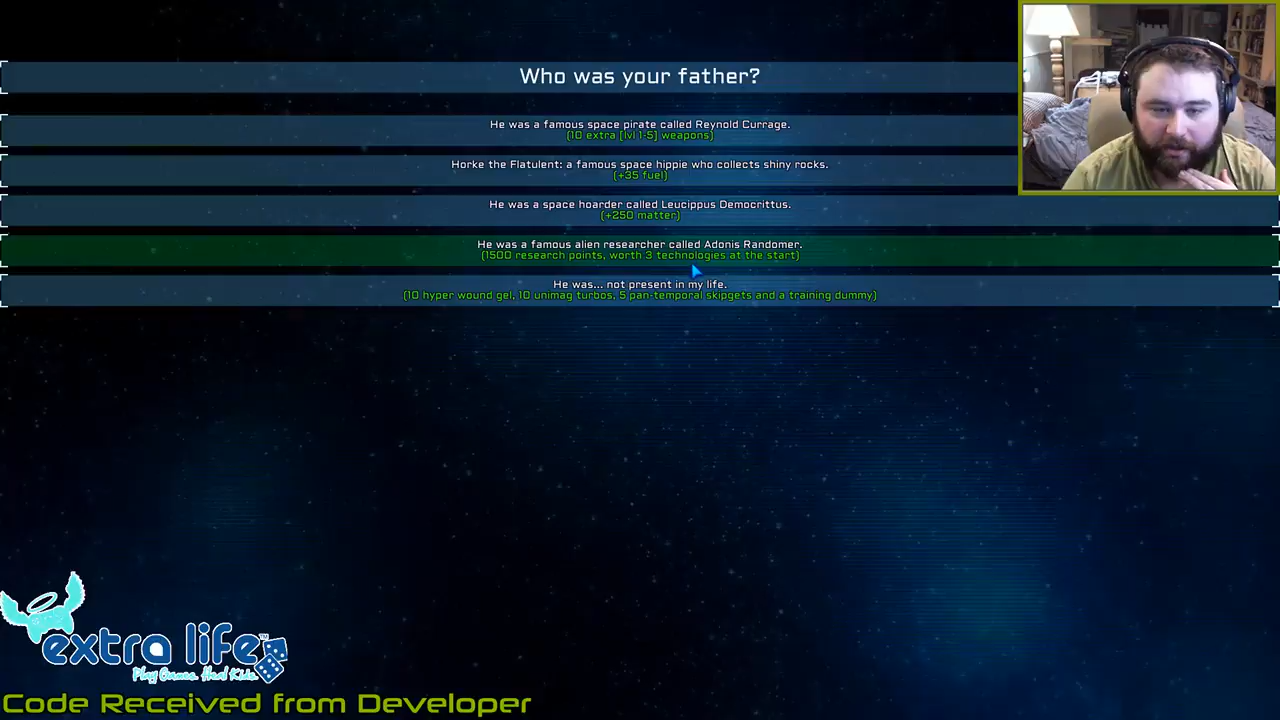 Who was your father?
He was a famous space pirate called Reynold Currage.
(10 extra [lvl 1-5] weapons)
Horke the Flatulent: a famous space hippie who collects shiny rocks.
(+35 fuel)
He was a space hoarder called Leucippus Democrittus.
(+250 matter)
He was a famous alien researcher called Adonis Randomer.
(1500 research points, worth 3 technologies at the start)
He was... not present in my life.
(10 hyper wound gel, 10 unimag turbos, 5 pan-temporal skipgets and a training dummy)
extra life™
Play Games. Heal Kids.
Code Received from Developer